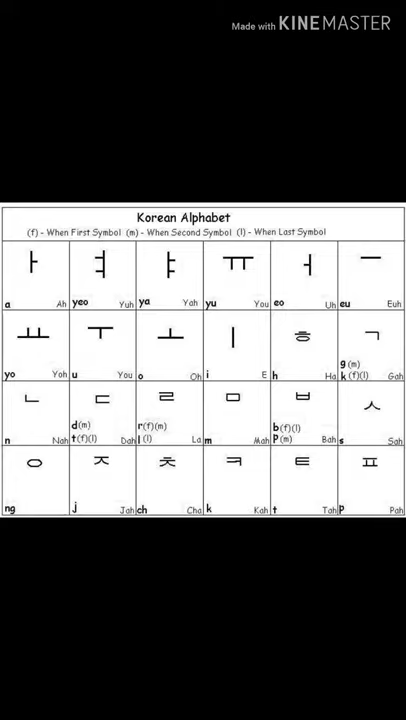 Made with KINEMASTER
Korean Alphabet
(f) - When First Symbol (m) - When Second Symbol (l) - When Last Symbol
ㅏ ㅕ ㅑ ㅠ ㅓ ㅡ
a Ah yeo Yuh ya Yah yu You eo Uh eu Euh
ㅛ ㅜ ㅗ ㅣ ㅎ ㄱ
g(m)
yo Yoh u You o Oh i E h Ha k(f)(l) Gah
ㄴ ㄷ ㄹ ㅁ ㅂ ㅅ
d(m) r(f)(m) b(f)(l)
n Nah t(f)(l) Dah l(l) La m Mah p(m) Bah s Sah
ㅇ ㅈ ㅊ ㅋ ㅌ ㅍ
ng j Jah ch Cha k Kah t Tah p Pah